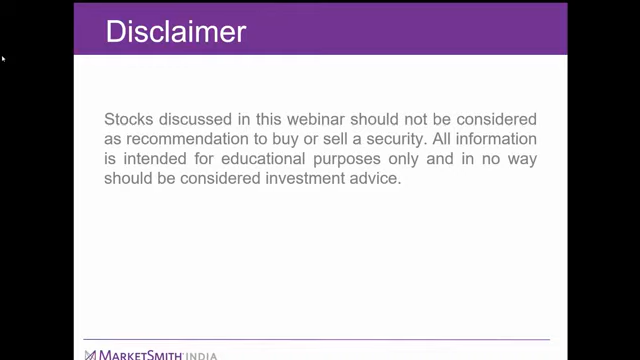 Disclaimer
Stocks discussed in this webinar should not be considered
as recommendation to buy or sell a security. All information
is intended for educational purposes only and in no way
should be considered investment advice.
MARKETSMITH INDIA